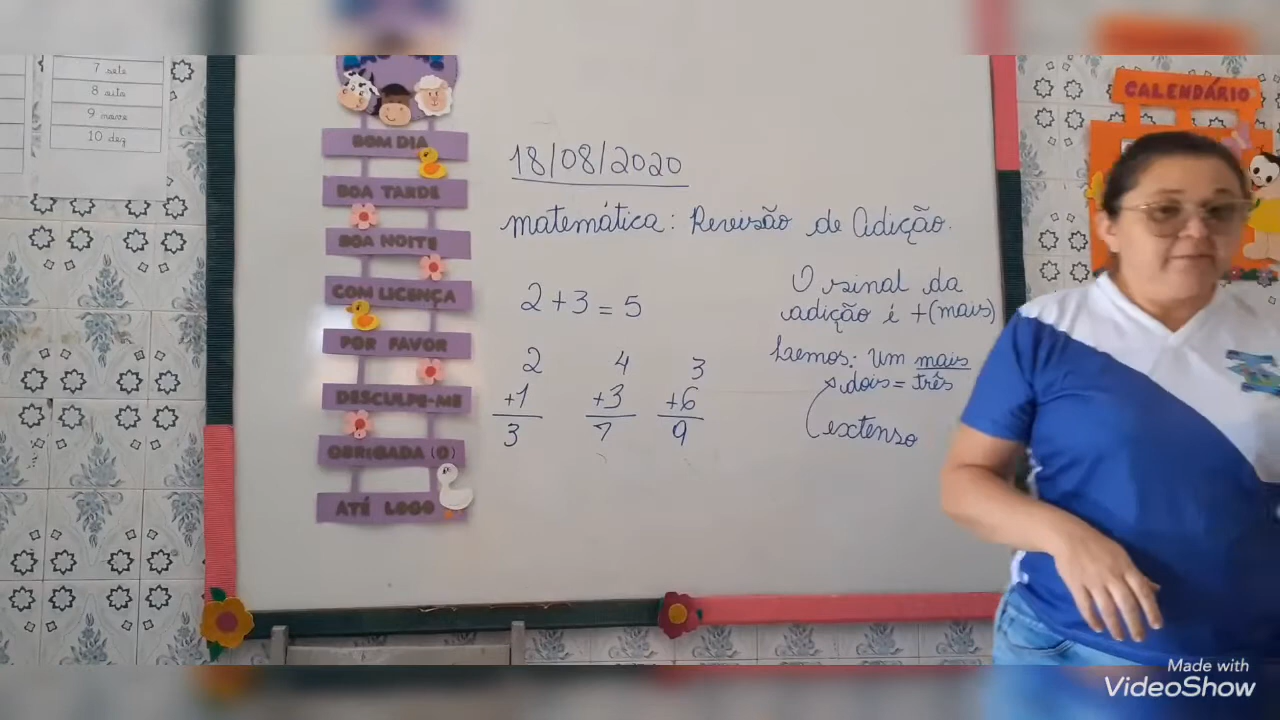 7 sete
8 oito
9 nove
10 dez
BOM DIA
BOA TARDE
BOA NOITE
COM LICENÇA
POR FAVOR
DESCULPE-ME
OBRIGADA (O)
ATÉ LOGO
18/08/2020
matemática: Revisão de Adição.
2+3=5
2
+1
3
4
+3
7
3
+6
9
O sinal da
adição é +(mais)
Lemos: Um mais
dois = três
extenso
CALENDÁRIO
Made with
VideoShow